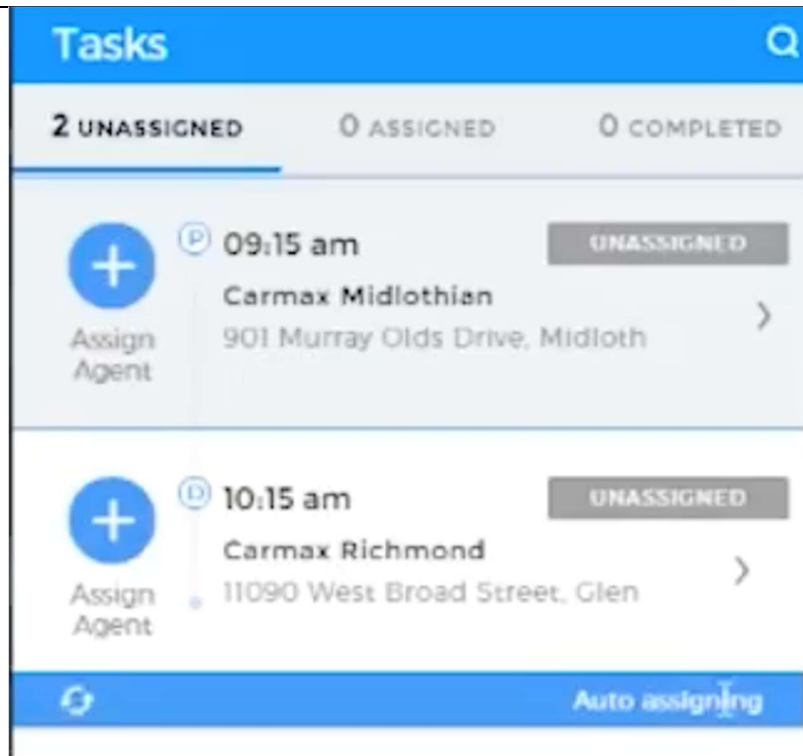 Tasks
2 UNASSIGNED 0 ASSIGNED 0 COMPLETED
P 09:15 am UNASSIGNED
Carmax Midlothian
901 Murray Olds Drive, Midloth
Assign
Agent
D 10:15 am UNASSIGNED
Carmax Richmond
11090 West Broad Street, Glen
Assign
Agent
Auto assigning